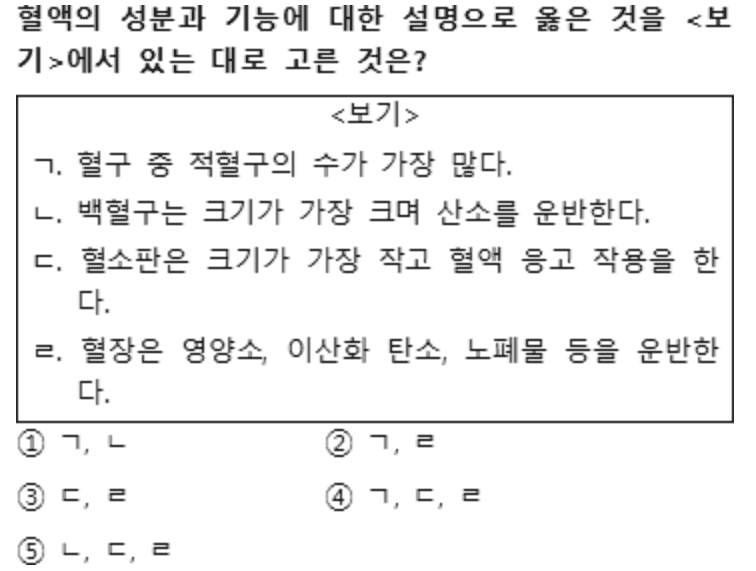 혈액의 성분과 기능에 대한 설명으로 옳은 것을 <보
기>에서 있는 대로 고른 것은?
<보기>
ㄱ. 혈구 중 적혈구의 수가 가장 많다.
ㄴ. 백혈구는 크기가 가장 크며 산소를 운반한다.
ㄷ. 혈소판은 크기가 가장 작고 혈액 응고 작용을 한
다.
ㄹ. 혈장은 영양소, 이산화 탄소, 노폐물 등을 운반한
다.
① ㄱ, ㄴ ② ㄱ, ㄹ
③ ㄷ, ㄹ ④ ㄱ, ㄷ, ㄹ
⑤ ㄴ, ㄷ, ㄹ